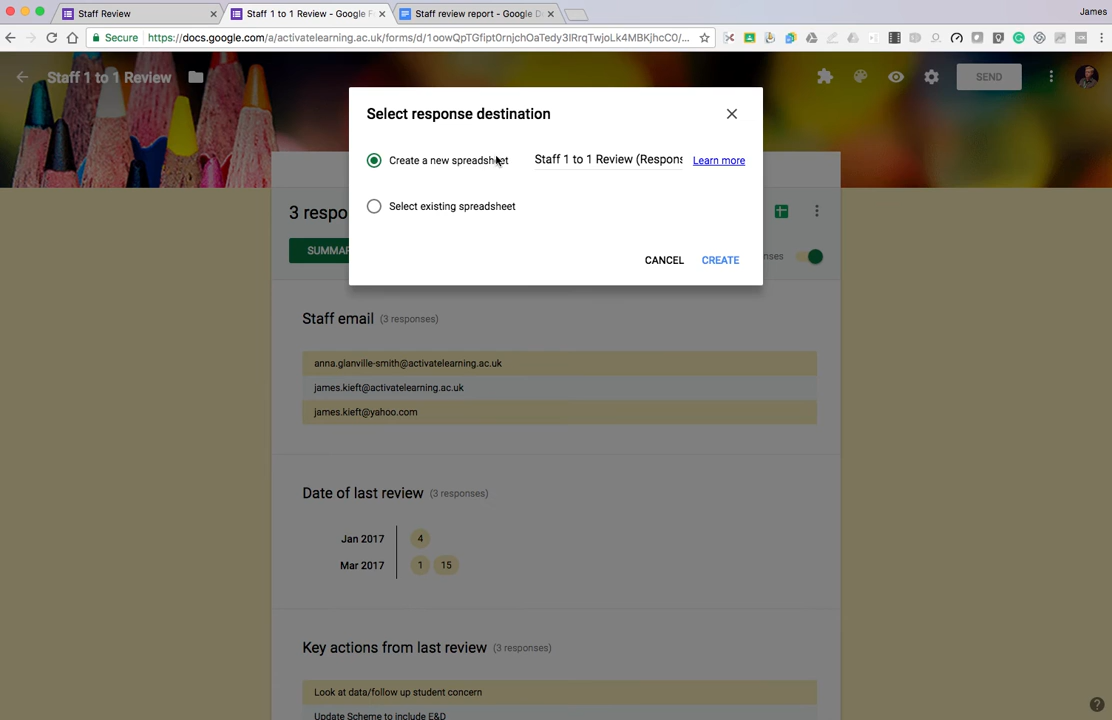 Staff Review
Staff 1 to 1 Review - Google F
Staff review report - Google D
James
Secure
https://docs.google.com/a/activatelearning.ac.uk/forms/d/
Staff 1 to 1 Review
SEND
Select response destination
Create a new spreadsheet
Staff 1 to 1 Review (Respons
Learn more
Select existing spreadsheet
CANCEL
CREATE
3 respo
SUMMAR
nses
Staff email (3 responses)
anna.glanville-smith@activatelearning.ac.uk
james.kieft@activatelearning.ac.uk
james.kieft@yahoo.com
Date of last review (3 responses)
Jan 2017 4
Mar 2017 1 15
Key actions from last review (3 responses)
Look at data/follow up student concern
Update Scheme to include E&D